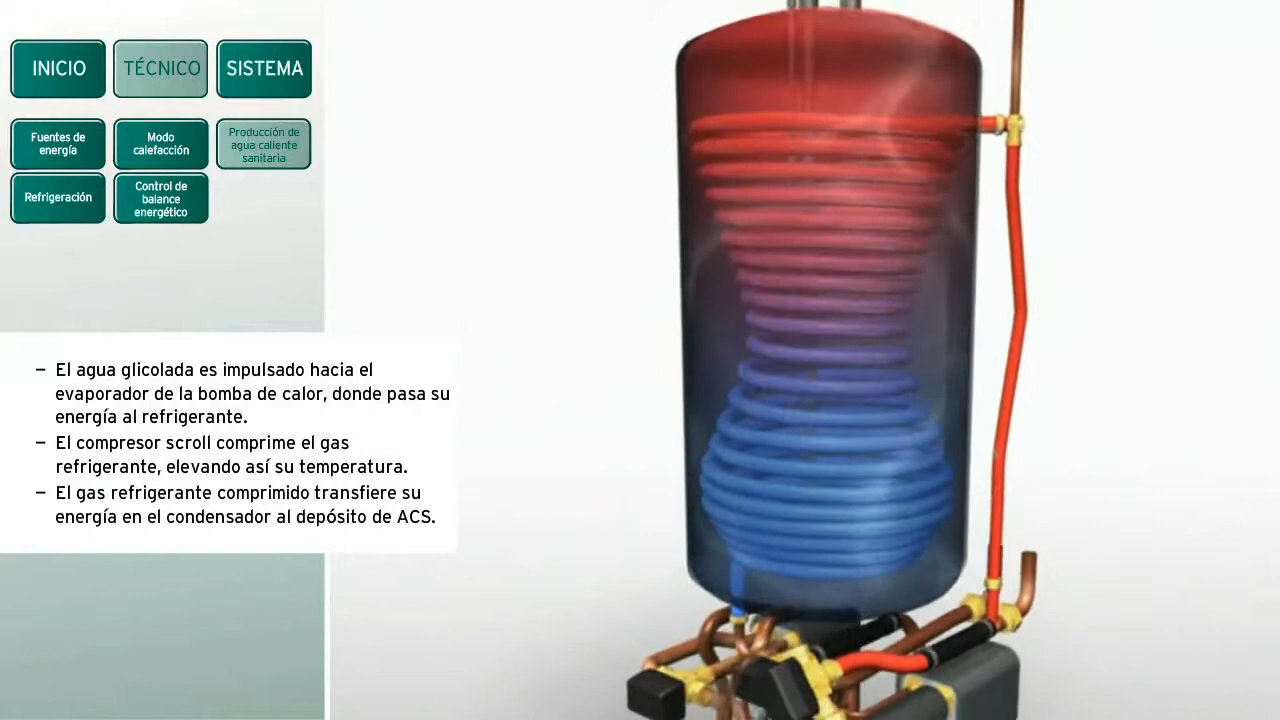 INICIO
TÉCNICO
SISTEMA
Fuentes de
energía
Modo
calefacción
Producción de
agua caliente
sanitaria
Refrigeración
Control de
balance
energético
– El agua glicolada es impulsado hacia el
evaporador de la bomba de calor, donde pasa su
energía al refrigerante.
– El compresor scroll comprime el gas
refrigerante, elevando así su temperatura.
– El gas refrigerante comprimido transfiere su
energía en el condensador al depósito de ACS.